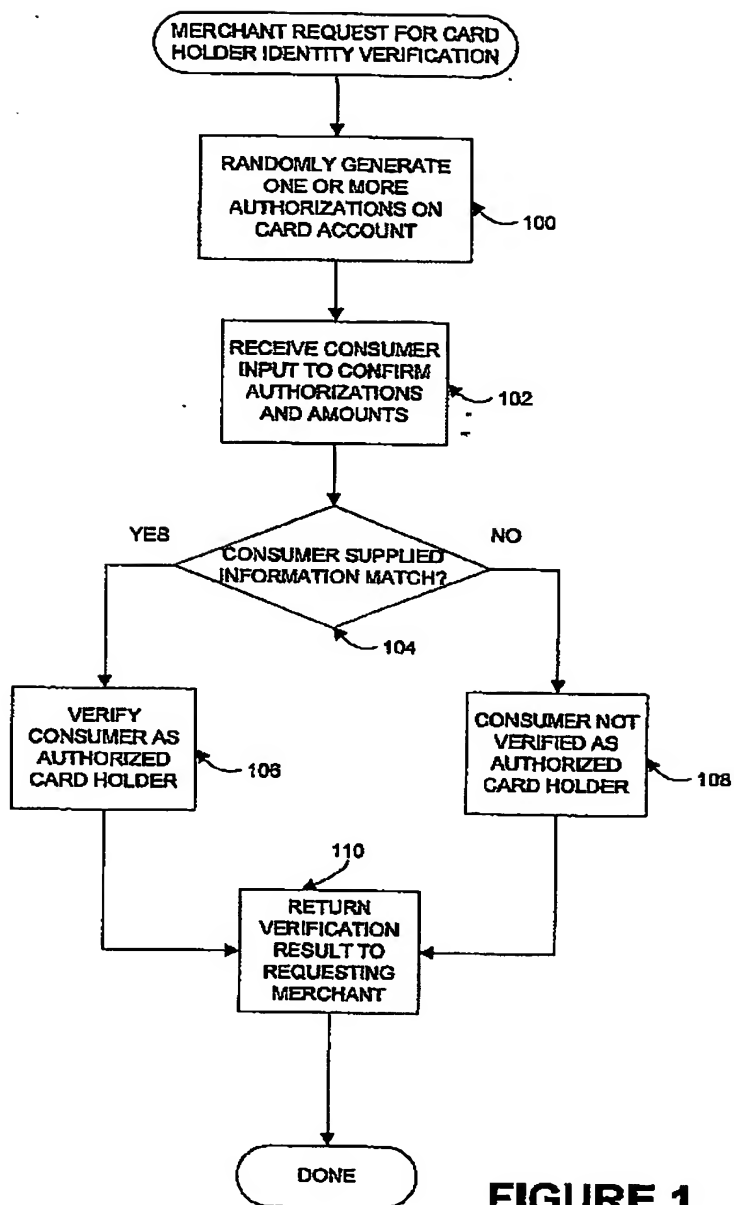 MERCHANT REQUEST FOR CARD
HOLDER IDENTITY VERIFICATION
RANDOMLY GENERATE
ONE OR MORE
AUTHORIZATIONS ON
CARD ACCOUNT
100
RECEIVE CONSUMER
INPUT TO CONFIRM
AUTHORIZATIONS
AND AMOUNTS
102
YES
NO
CONSUMER SUPPLIED
INFORMATION MATCH?
104
VERIFY
CONSUMER AS
AUTHORIZED
CARD HOLDER
106
CONSUMER NOT
VERIFIED AS
AUTHORIZED
CARD HOLDER
108
110
RETURN
VERIFICATION
RESULT TO
REQUESTING
MERCHANT
DONE
FIGURE 1